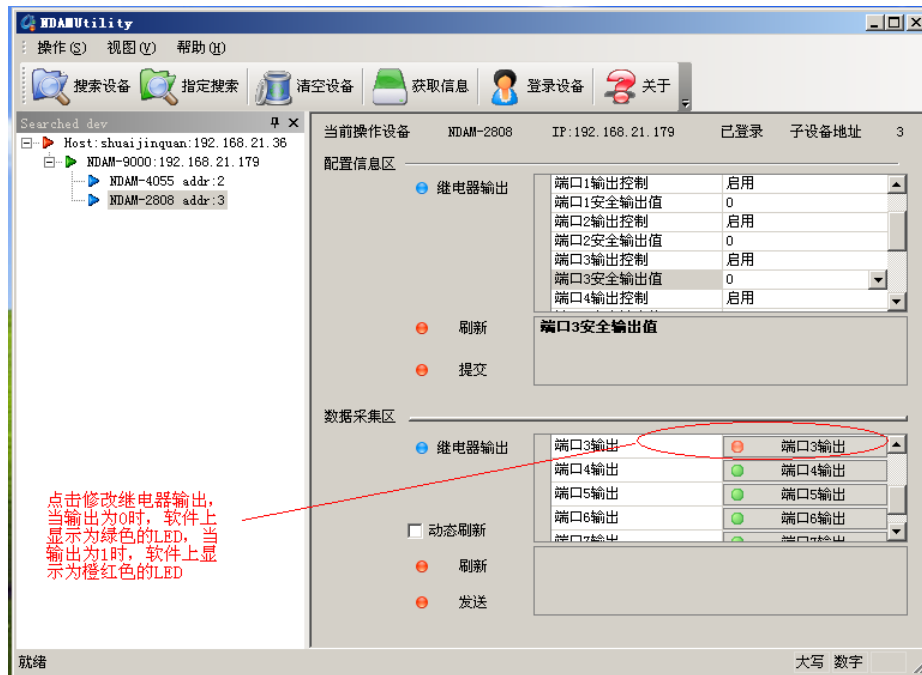 NDAMUtility
操作(S) 视图(V) 帮助(H)
搜索设备 指定搜索 清空设备 获取信息 登录设备 关于
Searched dev
Host:shuaijinquan:192.168.21.36
NDAM-9000:192.168.21.179
NDAM-4055 addr:2
NDAM-2808 addr:3
当前操作设备 NDAM-2808 IP:192.168.21.179 已登录 子设备地址 3
配置信息区
继电器输出
端口1输出控制 启用
端口1安全输出值 0
端口2输出控制 启用
端口2安全输出值 0
端口3输出控制 启用
端口3安全输出值 0
端口4输出控制 启用
刷新
端口3安全输出值
提交
数据采集区
继电器输出
端口3输出 端口3输出
端口4输出 端口4输出
端口5输出 端口5输出
端口6输出 端口6输出
端口7输出 端口7输出
动态刷新
刷新
发送
点击修改继电器输出,
当输出为0时,软件上
显示为绿色的LED,当
输出为1时,软件上显
示为橙红色的LED
就绪
大写 数字